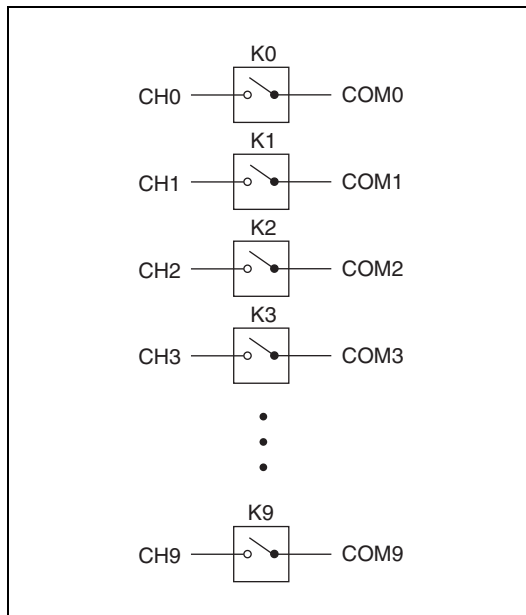 K0
CH0 COM0
K1
CH1 COM1
K2
CH2 COM2
K3
CH3 COM3
K9
CH9 COM9